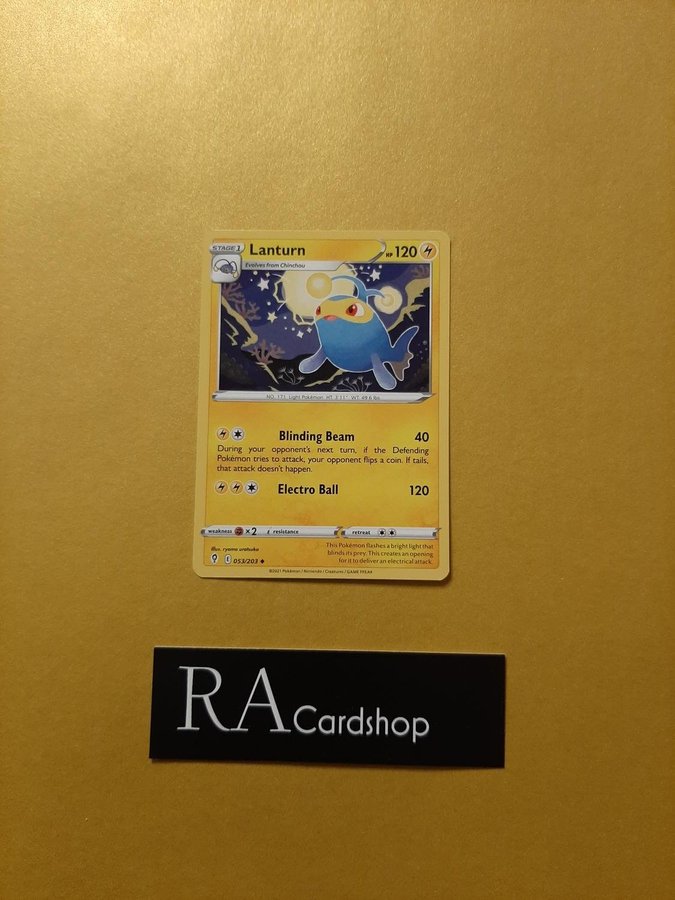 STAGE 1
Lanturn
HP 120
Evolves from Chinchou
NO. 171 Light Pokémon HT: 3'11" WT: 49.6 lbs
Blinding Beam 40
During your opponent's next turn, if the Defending
Pokémon tries to attack, your opponent flips a coin. If tails,
that attack doesn't happen.
Electro Ball 120
weakness ×2 resistance retreat
Illus. ryoma uratsuka
This Pokémon flashes a bright light that
blinds its prey. This creates an opening
for it to deliver an electrical attack.
053/203
©2021 Pokémon / Nintendo / Creatures / GAME FREAK
RA Cardshop